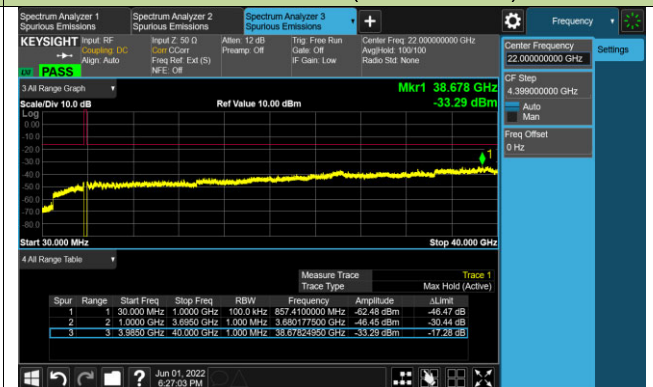 Spectrum Analyzer 1
Spurious Emissions
Spectrum Analyzer 2
Spurious Emissions
Spectrum Analyzer 3
Spurious Emissions
Frequency
KEYSIGHT
Input: RF
Coupling: DC
Align: Auto
Input Z: 50 Ω
Corr CCorr
Freq Ref: Ext (S)
NFE: Off
Atten: 12 dB
Preamp: Off
Trig: Free Run
Gate: Off
IF Gain: Low
Center Freq: 22.000000000 GHz
Avg|Hold: 100/100
Radio Std: None
PASS
Center Frequency
22.000000000 GHz
Settings
CF Step
4.399000000 GHz
Auto
Man
Freq Offset
0 Hz
3 All Range Graph
Mkr1 38.678 GHz
-33.29 dBm
Scale/Div 10.0 dB
Ref Value 10.00 dBm
Log
0.00
-10.0
-20.0
-30.0
-40.0
-50.0
-60.0
-70.0
-80.0
1
Start 30.000 MHz
Stop 40.000 GHz
4 All Range Table
Measure Trace Trace 1
Trace Type Max Hold (Active)
Spur Range Start Freq Stop Freq RBW Frequency Amplitude ΔLimit
1 1 30.000 MHz 1.0000 GHz 100.0 kHz 857.4100000 MHz -62.48 dBm -46.47 dB
2 2 1.0000 GHz 3.6950 GHz 1.000 MHz 3.680177500 GHz -46.45 dBm -30.44 dB
3 3 3.9850 GHz 40.000 GHz 1.000 MHz 38.67824950 GHz -33.29 dBm -17.28 dB
Jun 01, 2022
6:27:03 PM